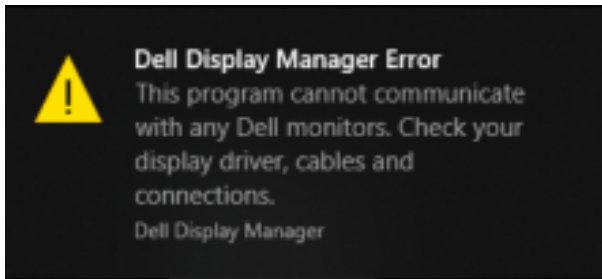 Dell Display Manager Error
This program cannot communicate
with any Dell monitors. Check your
display driver, cables and
connections.
Dell Display Manager